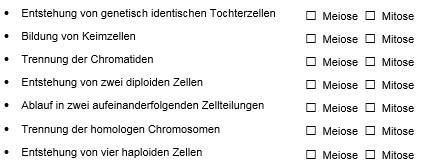 • Entstehung von genetisch identischen Tochterzellen ☐ Meiose ☐ Mitose
• Bildung von Keimzellen ☐ Meiose ☐ Mitose
• Trennung der Chromatiden ☐ Meiose ☐ Mitose
• Entstehung von zwei diploiden Zellen ☐ Meiose ☐ Mitose
• Ablauf in zwei aufeinanderfolgenden Zellteilungen ☐ Meiose ☐ Mitose
• Trennung der homologen Chromosomen ☐ Meiose ☐ Mitose
• Entstehung von vier haploiden Zellen ☐ Meiose ☐ Mitose